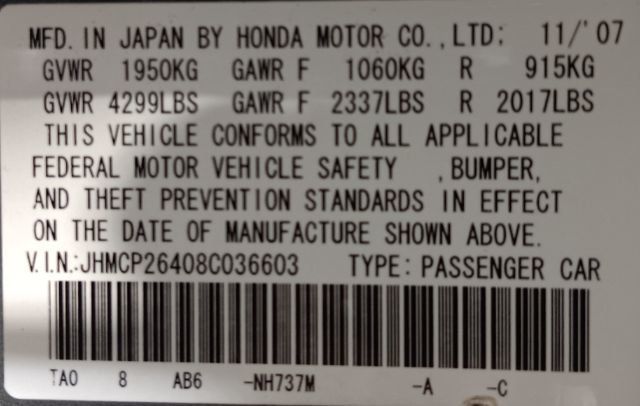 MFD. IN JAPAN BY HONDA MOTOR CO., LTD: 11/'07
GVWR 1950KG GAWR F 1060KG R 915KG
GVWR 4299LBS GAWR F 2337LBS R 2017LBS
THIS VEHICLE CONFORMS TO ALL APPLICABLE
FEDERAL MOTOR VEHICLE SAFETY , BUMPER,
AND THEFT PREVENTION STANDARDS IN EFFECT
ON THE DATE OF MANUFACTURE SHOWN ABOVE.
V.I.N.:JHMCP26408C036603 TYPE: PASSENGER CAR
TA0 8 AB6 -NH737M -A -C